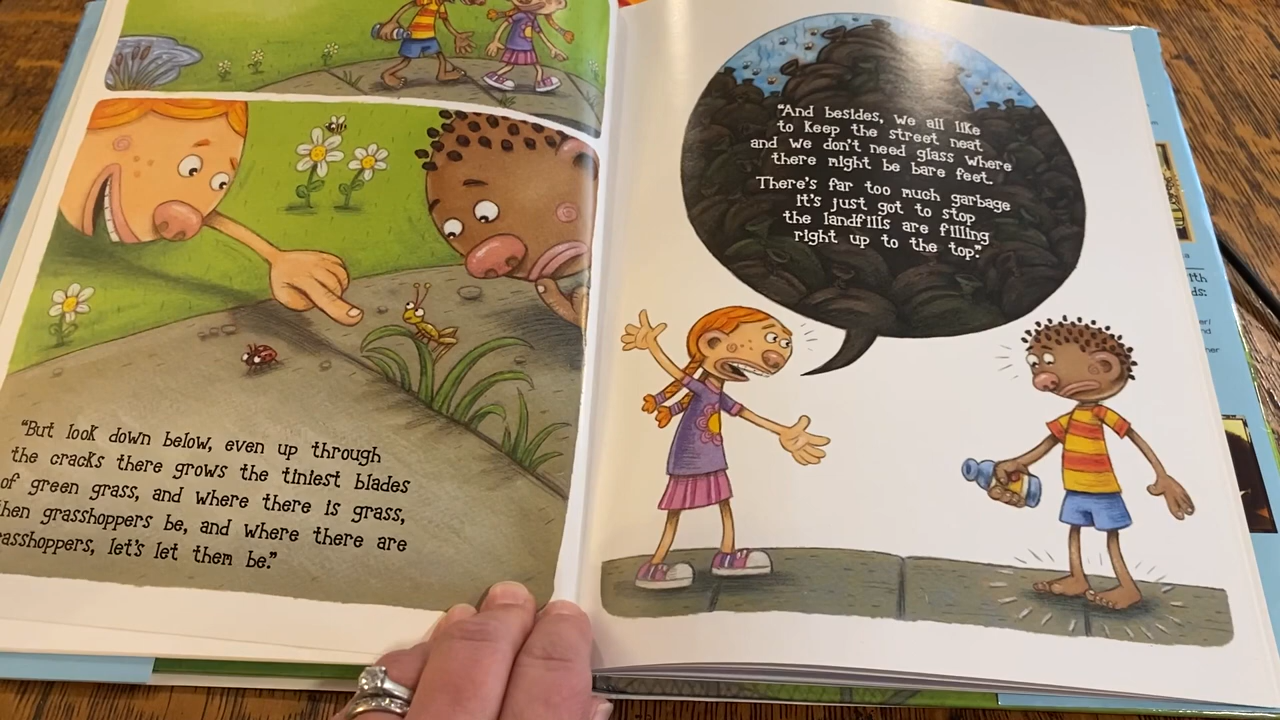 "But look down below, even up through
the cracks there grows the tiniest blades
of green grass, and where there is grass,
then grasshoppers be, and where there are
grasshoppers, let's let them be."
"And besides, we all like
to keep the street neat
and we don't need glass where
there might be bare feet.
There's far too much garbage
it's just got to stop
the landfills are filling
right up to the top."